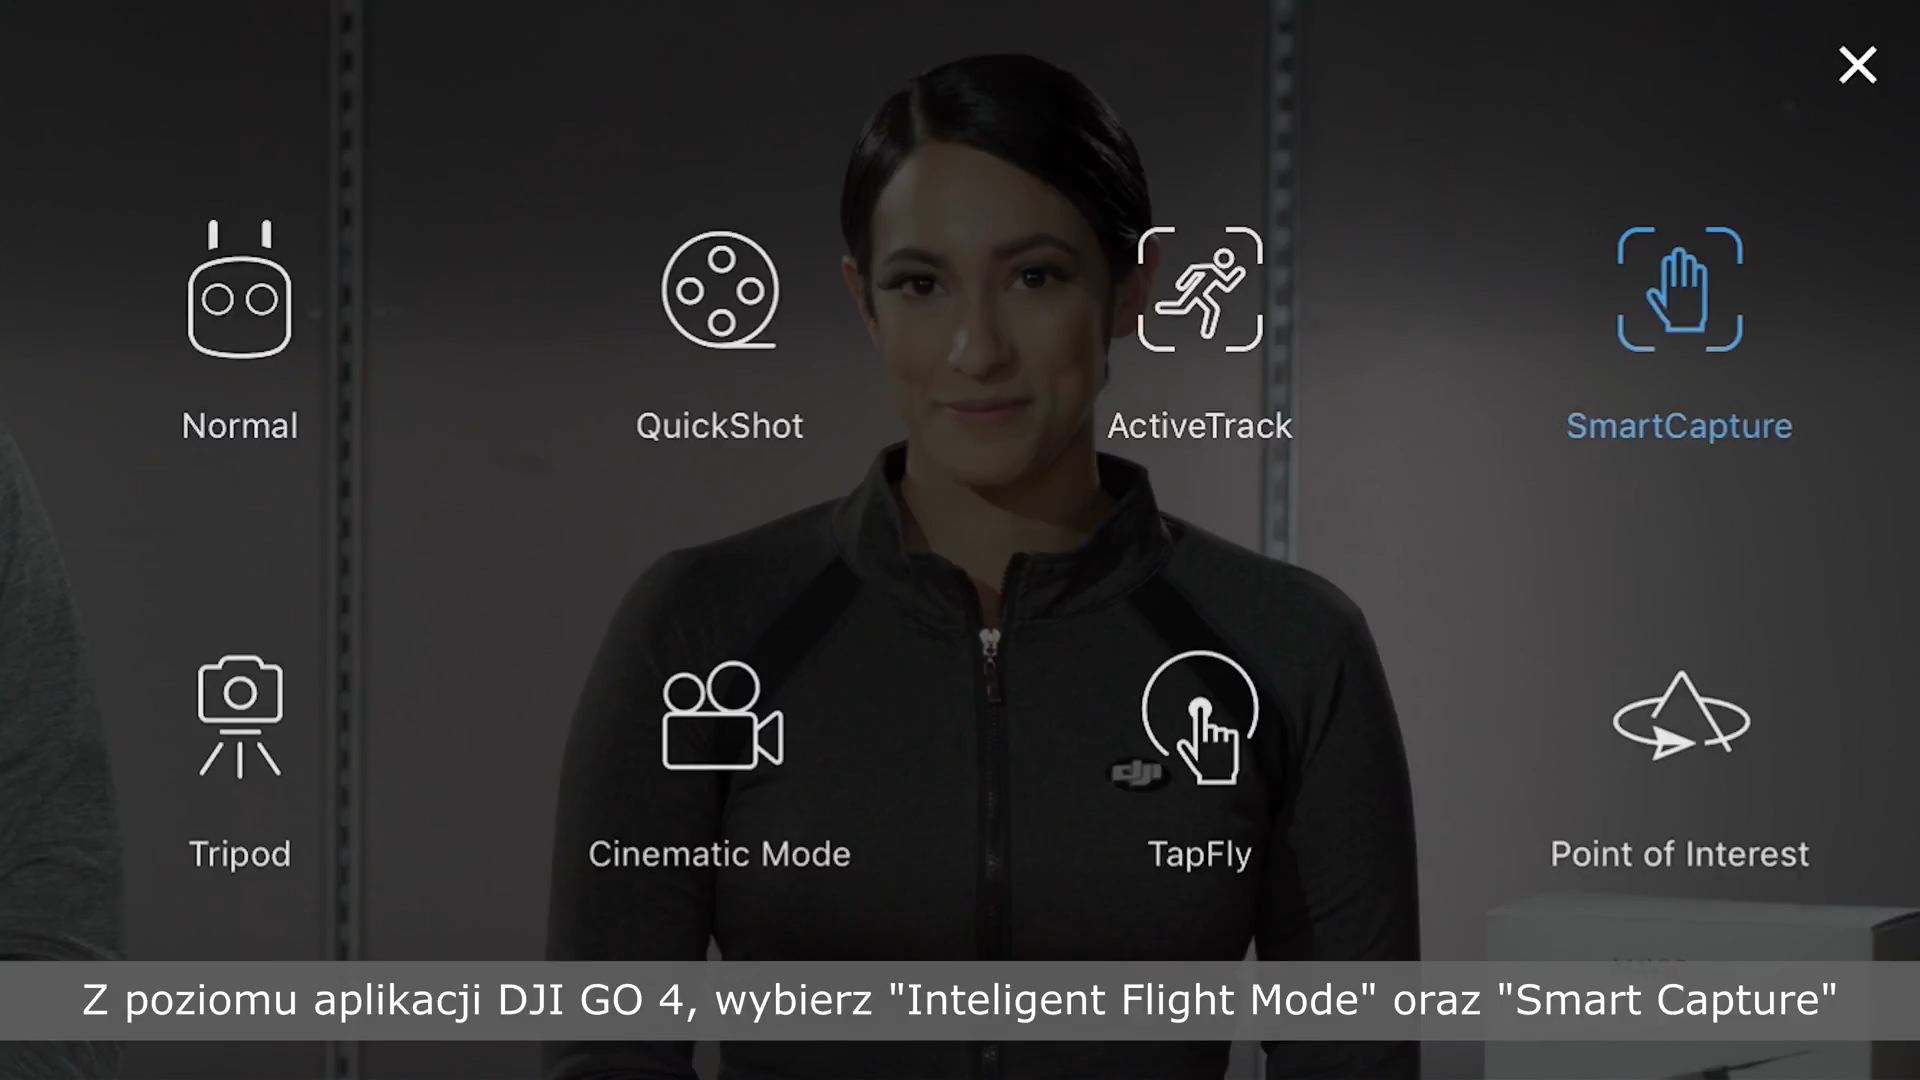 Normal
QuickShot
ActiveTrack
SmartCapture
dji
Tripod
Cinematic Mode
TapFly
Point of Interest
Z poziomu aplikacji DJI GO 4, wybierz "Inteligent Flight Mode" oraz "Smart Capture"